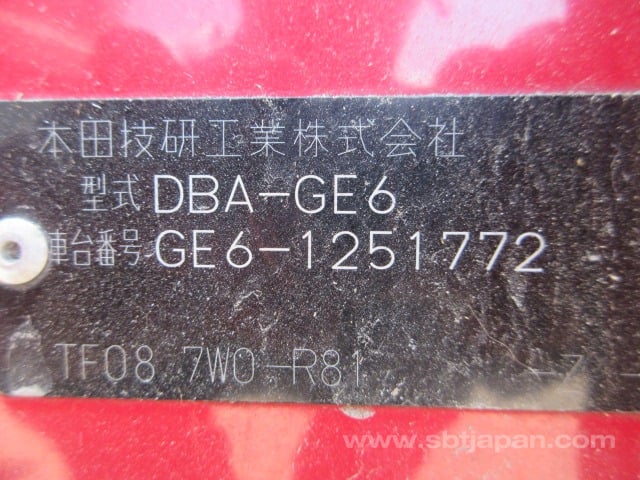 本田技研工業株式会社
型式 DBA-GE6
車台番号 GE6-1251772
TF08 7W0-R81
www.sbtjapan.com